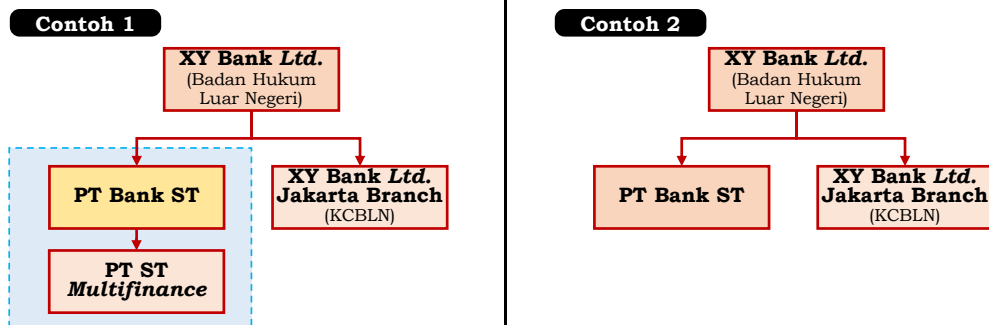 Contoh 1
XY Bank Ltd.
(Badan Hukum
Luar Negeri)
PT Bank ST
XY Bank Ltd.
Jakarta Branch
(KCBLN)
PT ST
Multifinance
Contoh 2
XY Bank Ltd.
(Badan Hukum
Luar Negeri)
PT Bank ST
XY Bank Ltd.
Jakarta Branch
(KCBLN)